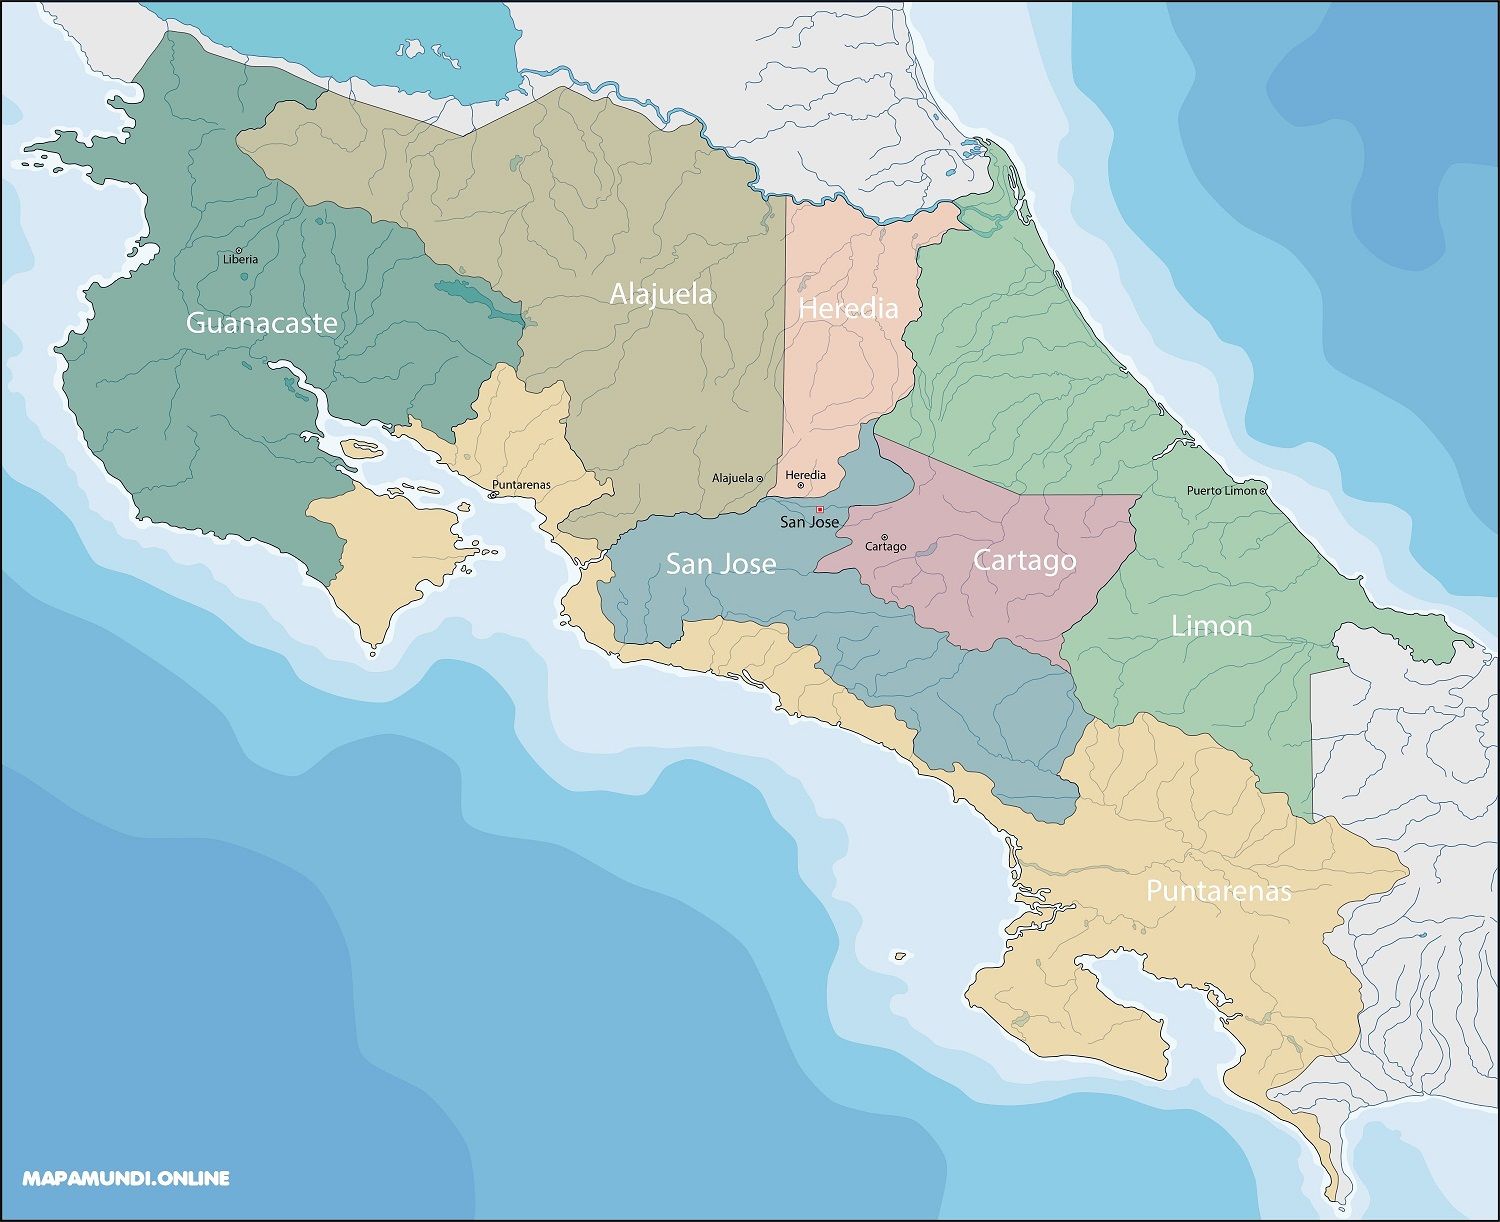 Liberia
Guanacaste
Alajuela
Heredia
Alajuela
Heredia
Puntarenas
Puerto Limon
San Jose
Cartago
San Jose
Cartago
Limon
Puntarenas
MAPAMUNDI.ONLINE